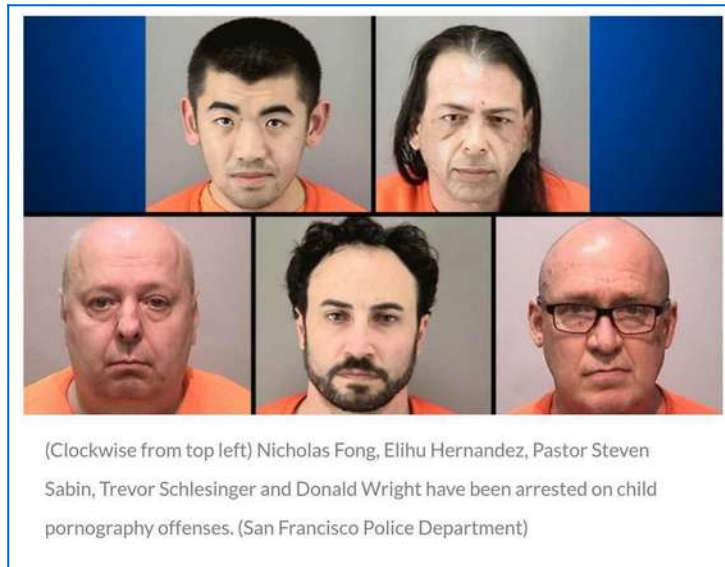 (Clockwise from top left) Nicholas Fong, Elihu Hernandez, Pastor Steven
Sabin, Trevor Schlesinger and Donald Wright have been arrested on child
pornography offenses. (San Francisco Police Department)